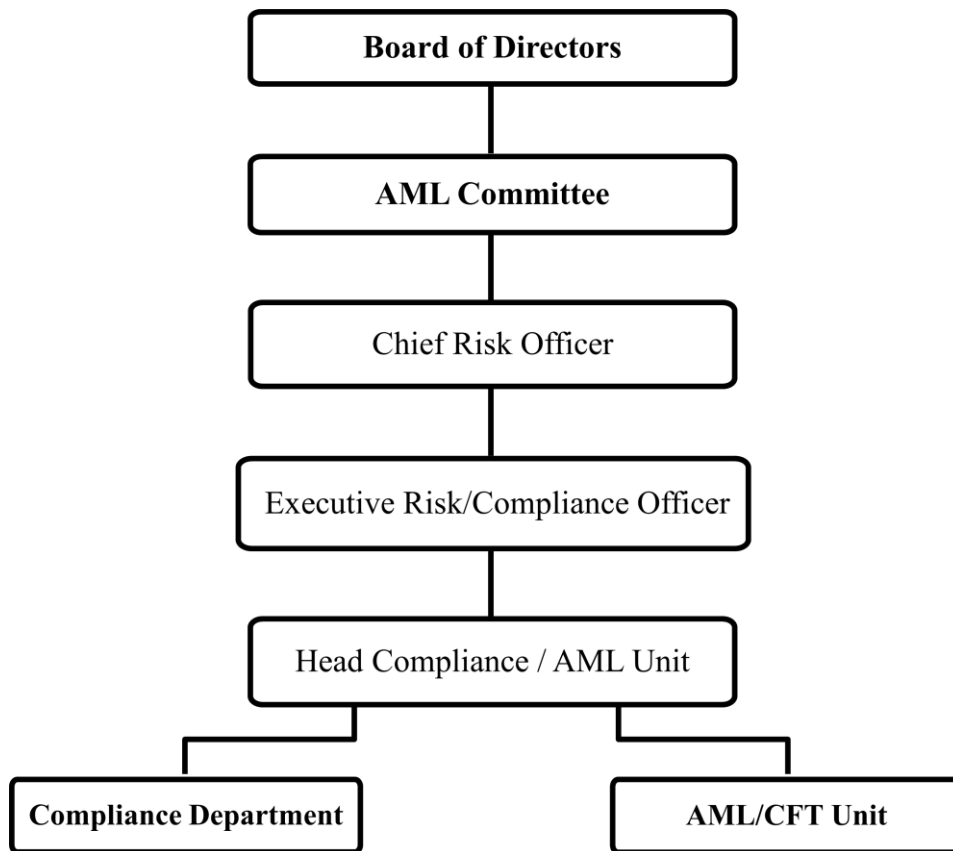 Board of Directors
AML Committee
Chief Risk Officer
Executive Risk/Compliance Officer
Head Compliance / AML Unit
Compliance Department
AML/CFT Unit